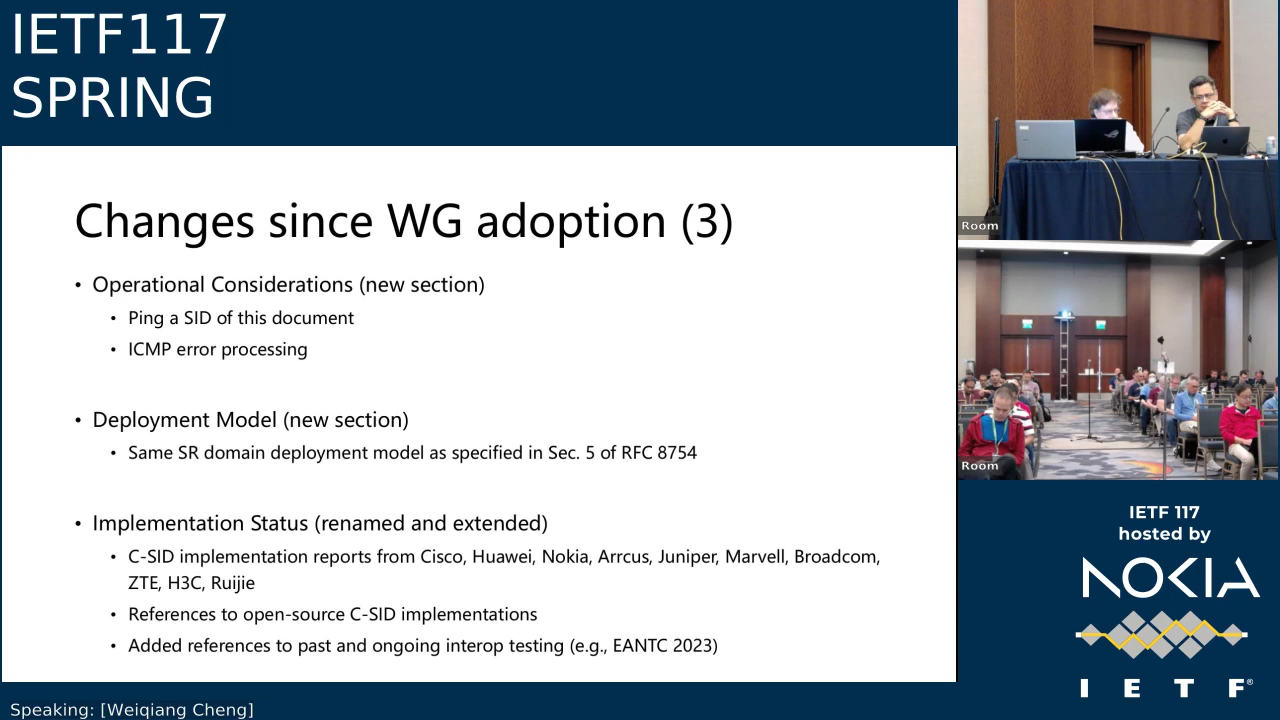 IETF117
SPRING
Changes since WG adoption (3)
• Operational Considerations (new section)
• Ping a SID of this document
• ICMP error processing
• Deployment Model (new section)
• Same SR domain deployment model as specified in Sec. 5 of RFC 8754
• Implementation Status (renamed and extended)
• C-SID implementation reports from Cisco, Huawei, Nokia, Arrcus, Juniper, Marvell, Broadcom,
ZTE, H3C, Ruijie
• References to open-source C-SID implementations
• Added references to past and ongoing interop testing (e.g., EANTC 2023)
Speaking: [Weiqiang Cheng]
Room
Room
IETF 117
hosted by
NOKIA
I E T F®